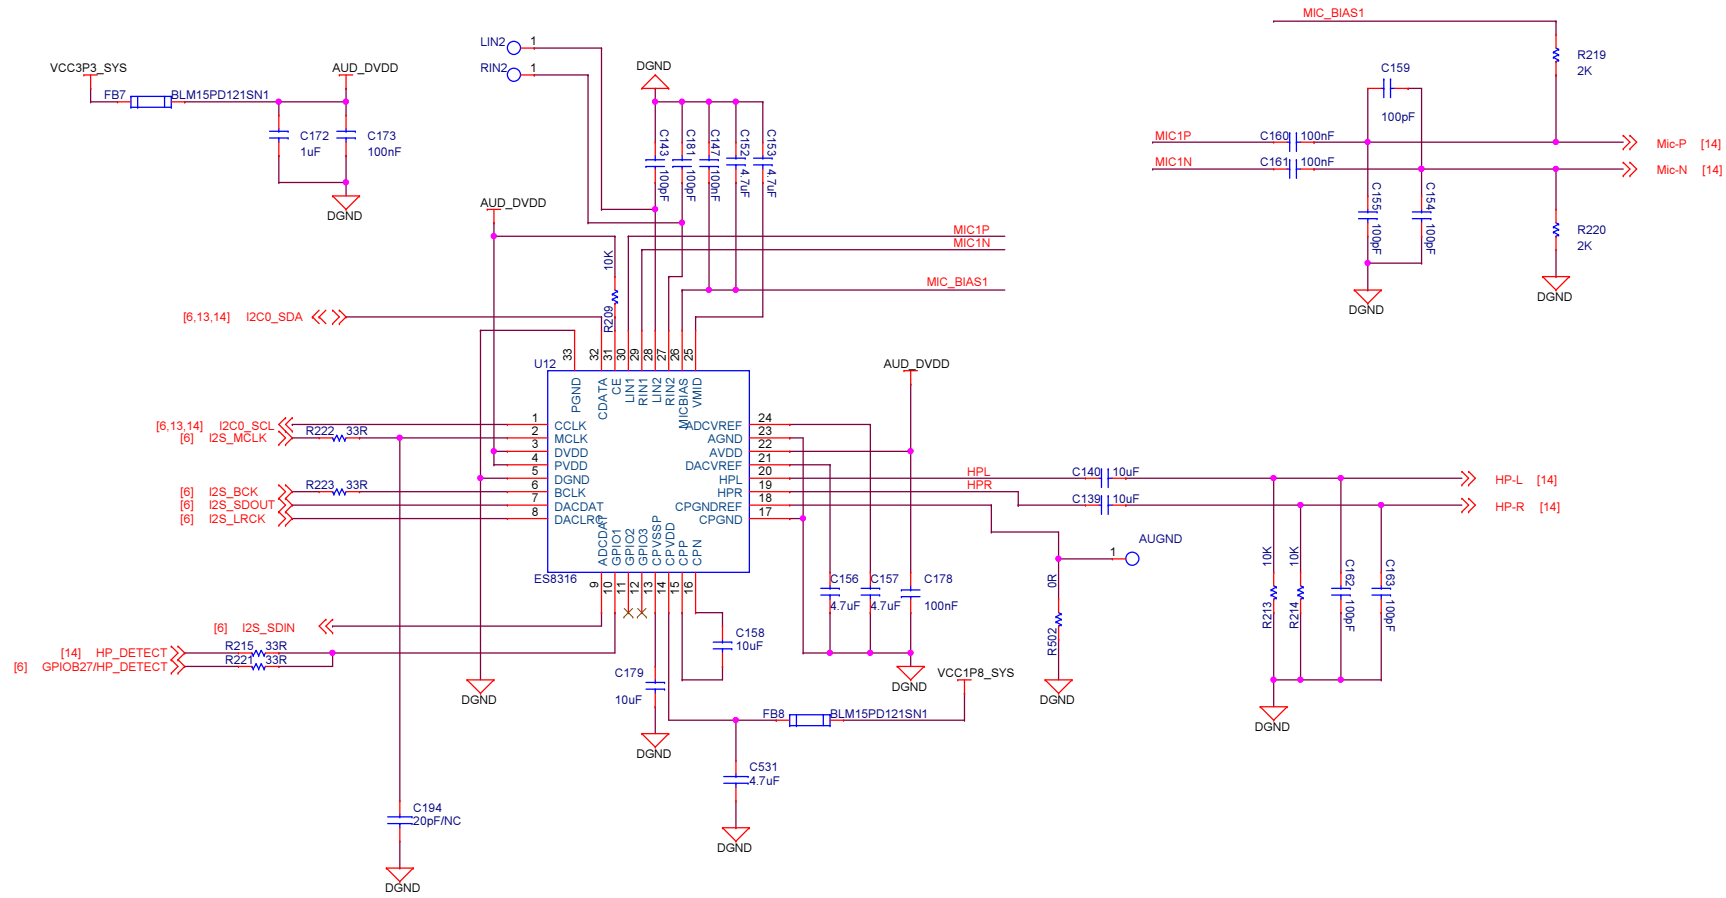 VCC3P3_SYS
AUD_DVDD
FB7
BLM15PD121SN1
C172
1uF
C173
100nF
DGND
LIN2
1
RIN2
1
DGND
C143
100pF
C181
100pF
C147
100nF
C152
4.7uF
C153
4.7uF
AUD_DVDD
10K
R209
MIC1P
MIC1N
MIC_BIAS1
MIC_BIAS1
R219
2K
C159
100pF
MIC1P
C160
100nF
Mic-P [14]
MIC1N
C161
100nF
Mic-N [14]
C155
100pF
C154
100pF
R220
2K
DGND
DGND
[6,13,14] I2C0_SDA
U12
33
32
31
30
29
28
27
26
25
PGND
CDATA
CE
LIN1
RIN1
LIN2
RIN2
MICBIAS
VMID
[6,13,14] I2C0_SCL
[6] I2S_MCLK
R222 33R
[6] I2S_BCK
R223 33R
[6] I2S_SDOUT
[6] I2S_LRCK
1
2
3
4
5
6
7
8
CCLK
MCLK
DVDD
PVDD
DGND
BCLK
DACDAT
DACLRC
ADCVREF
AGND
AVDD
DACVREF
HPL
HPR
CPGNDREF
CPGND
24
23
22
21
20
19
18
17
ADCDAT
GPIO1
GPIO2
GPIO3
CPVSSP
CPVDD
CPP
CPN
ES8316
9
10
11
12
13
14
15
16
AUD_DVDD
HPL
HPR
C140
10uF
C139
10uF
HP-L [14]
HP-R [14]
AUGND
1
0R
R502
DGND
10K
R213
10K
R214
C162
100pF
C163
100pF
DGND
C156
4.7uF
C157
4.7uF
C178
100nF
DGND
[6] I2S_SDIN
[14] HP_DETECT
R215 33R
[6] GPIOB27/HP_DETECT
R221 33R
DGND
C158
10uF
C179
10uF
DGND
VCC1P8_SYS
FB8
BLM15PD121SN1
C531
4.7uF
DGND
C194
20pF/NC
DGND